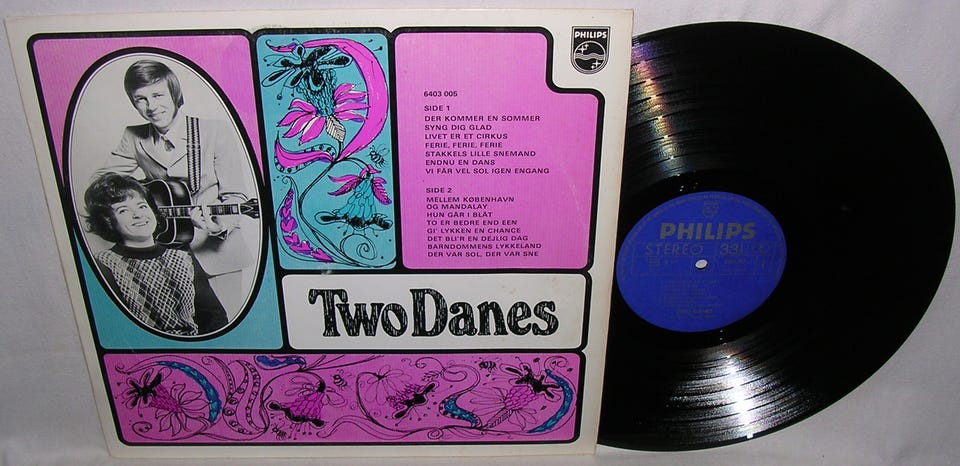 PHILIPS
6403 005
SIDE 1
DER KOMMER EN SOMMER
SYNG DIG GLAD
LIVET ER ET CIRKUS
FERIE, FERIE, FERIE
STAKKELS LILLE SNEMAND
ENDNU EN DANS
VI FÅR VEL SOL IGEN ENGANG
SIDE 2
MELLEM KØBENHAVN
OG MANDALAY
HUN GÅR I BLÅT
TO ER BEDRE END EEN
GI' LYKKEN EN CHANCE
DET BLI'R EN DEJLIG DAG
BARNDOMMENS LYKKELAND
DER VAR SOL, DER VAR SNE
Two Danes
PHILIPS
STEREO 33
TWO DANES